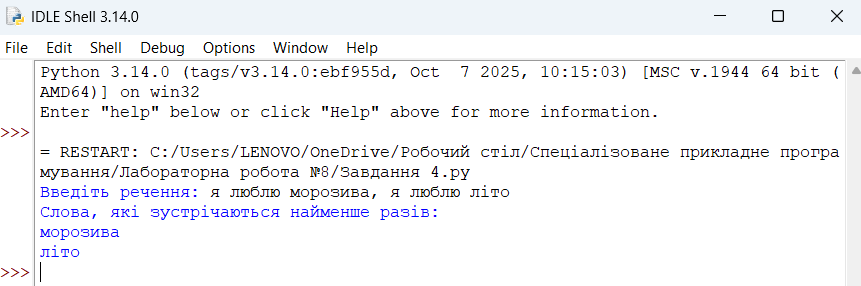 IDLE Shell 3.14.0
File Edit Shell Debug Options Window Help
Python 3.14.0 (tags/v3.14.0:ebf955d, Oct  7 2025, 10:15:03) [MSC v.1944 64 bit (
AMD64)] on win32
Enter "help" below or click "Help" above for more information.
>>>
= RESTART: C:/Users/LENOVO/OneDrive/Робочий стіл/Спеціалізоване прикладне програ
мування/Лабораторна робота №8/Завдання 4.py
Введіть речення: я люблю морозива, я люблю літо
Слова, які зустрічаються найменше разів:
морозива
літо
>>>